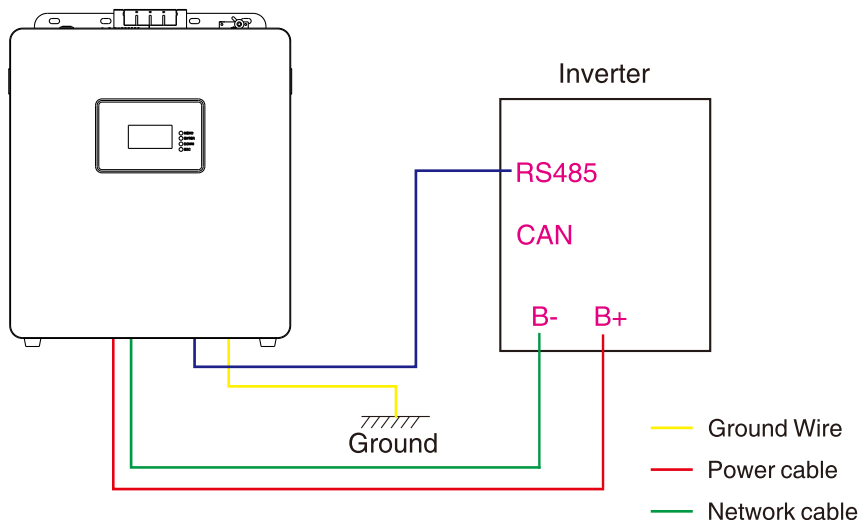 Inverter
RS485
CAN
B- B+
Ground
Ground Wire
Power cable
Network cable